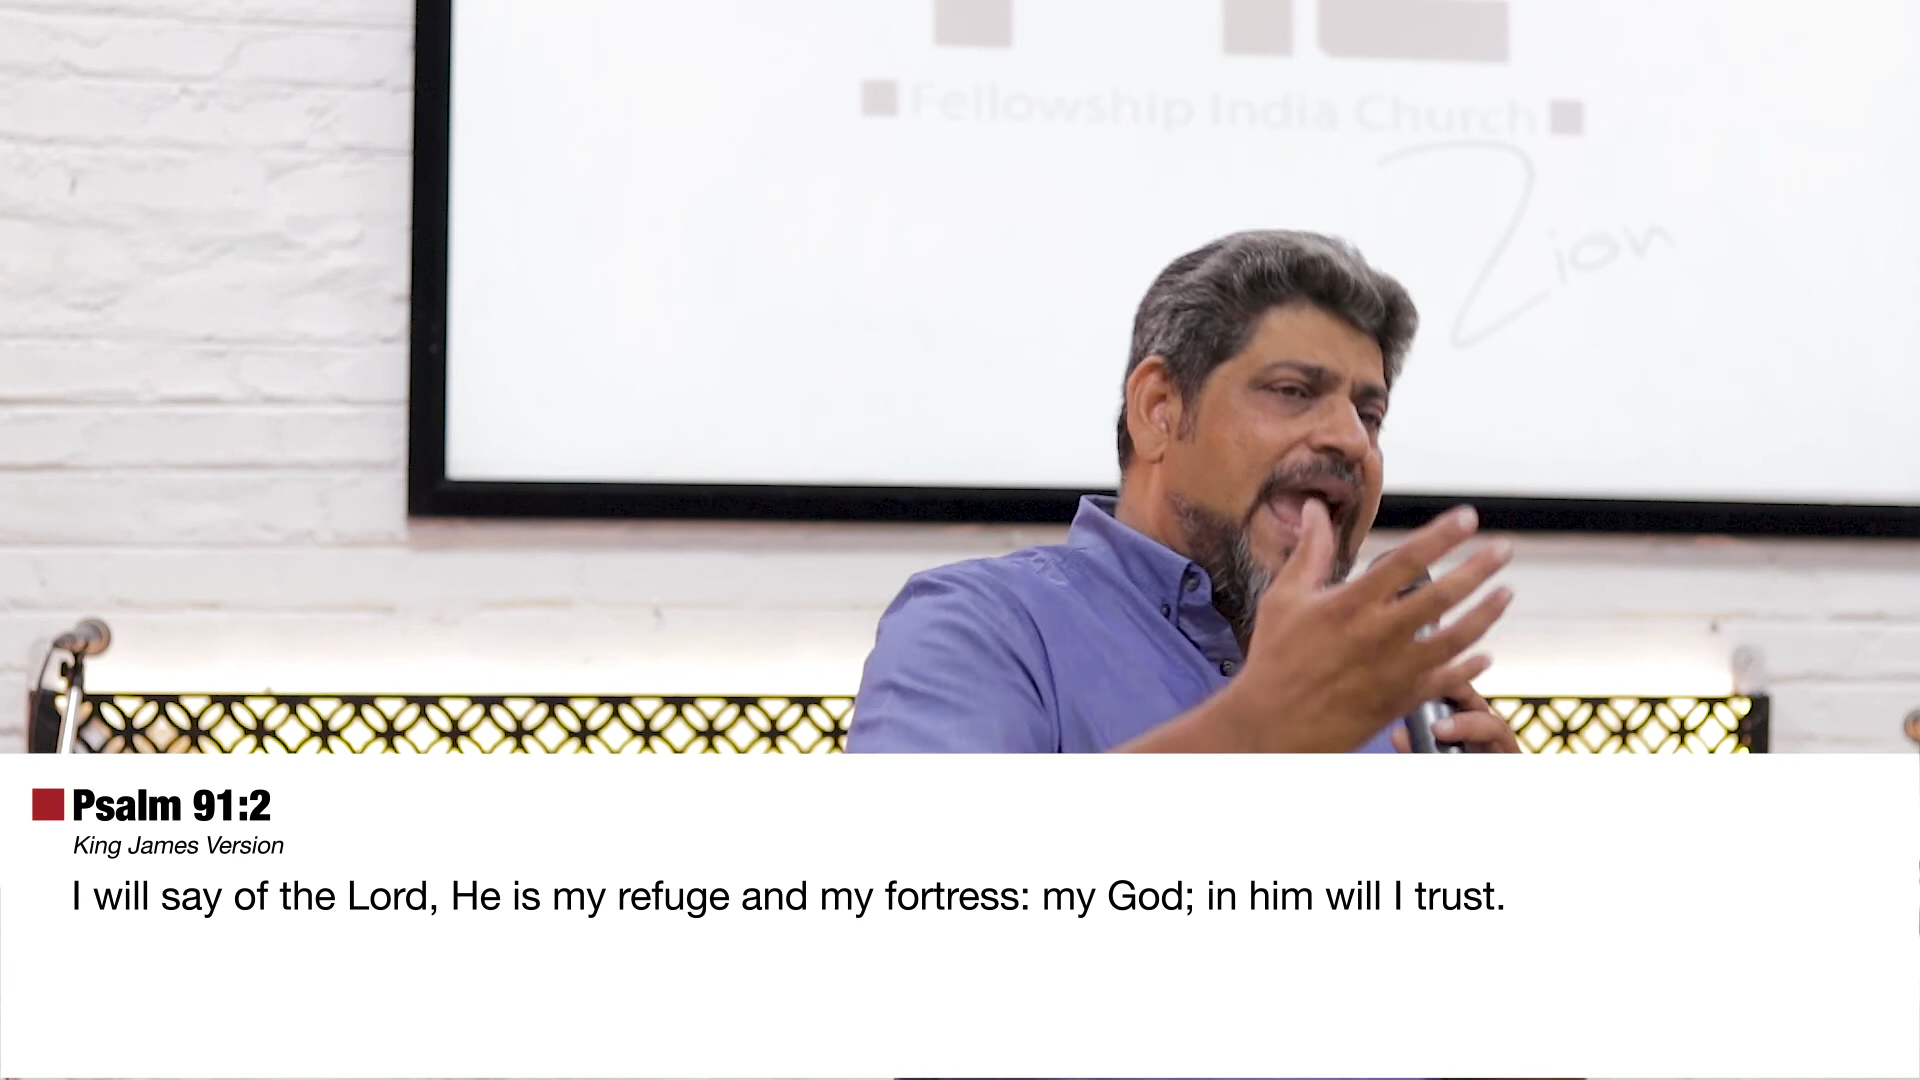 Fellowship India Church
Zion
Psalm 91:2
King James Version
I will say of the Lord, He is my refuge and my fortress: my God; in him will I trust.